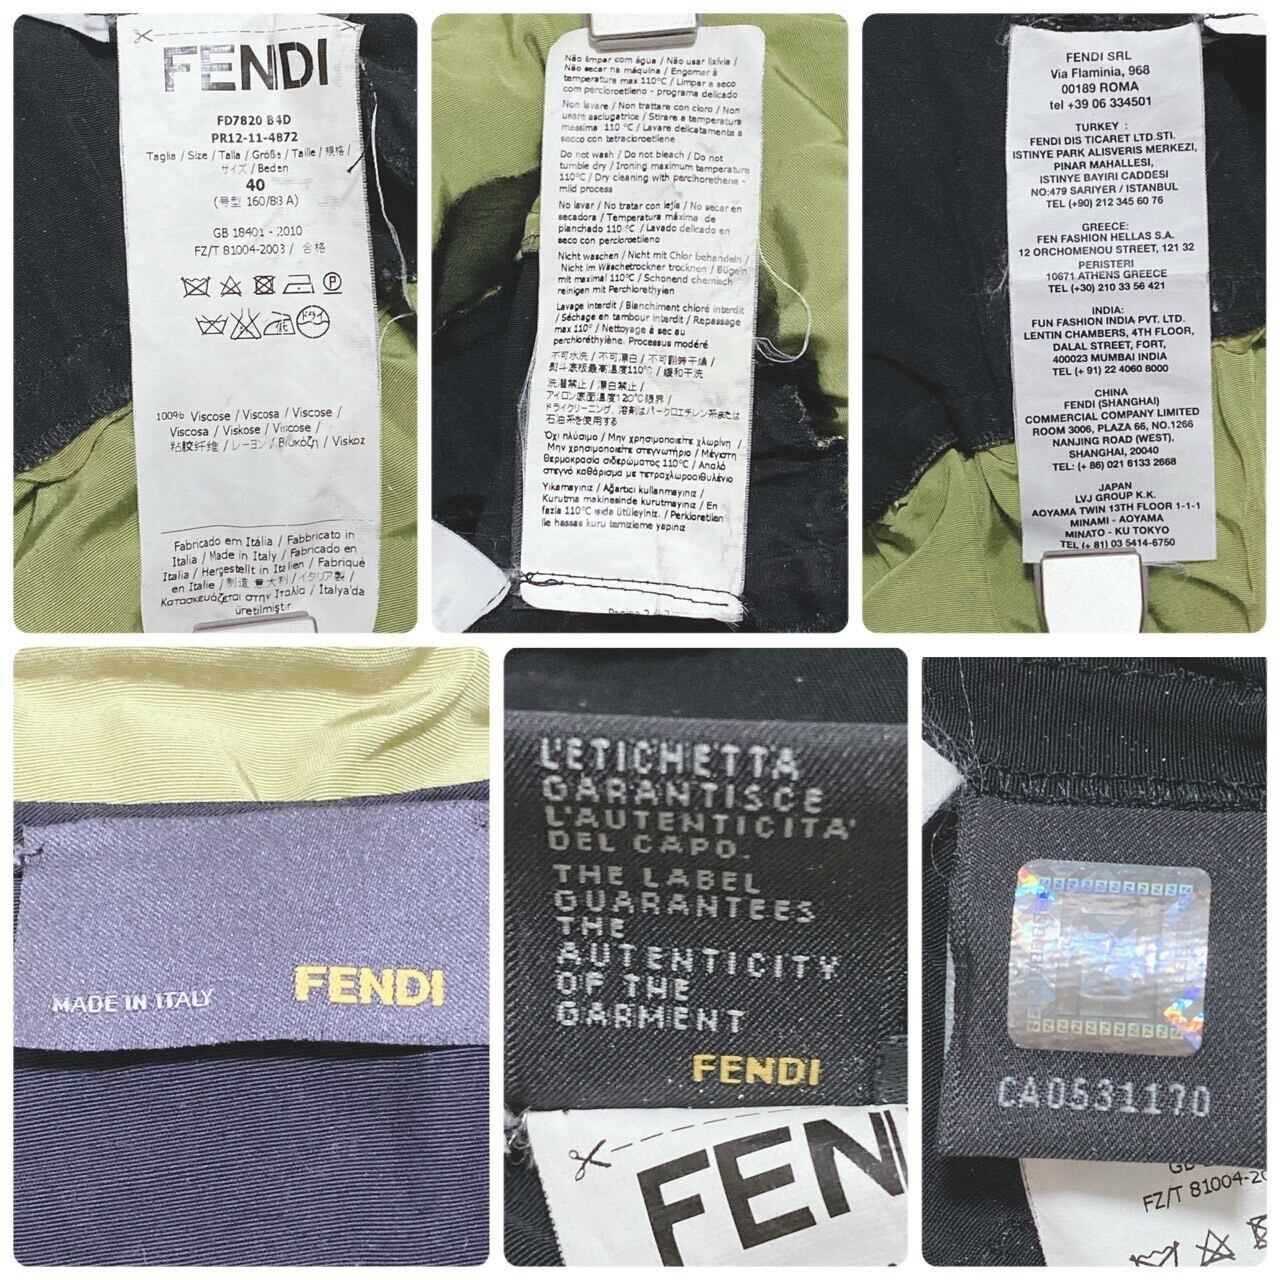 FENDI
FD7820 B4D
PR12-11-4872
Taglia / Size / Talla / Größe / Taille / 規格 /
サイズ / Beden
40
(号型 160/88 A)
GB 18401 - 2010
FZ/T 81004-2003 / 合格
100% Viscose / Viscosa / Viscose /
Viscosa / Viskose / Viscose /
粘胶纤维 / レーヨン / Βισκόζη / Viskoz
Fabricado em Itália / Fabbricato in
Italia / Made in Italy / Fabricado en
Italia / Hergestellt in Italien / Fabriqué
en Italie / 制造 意大利 / イタリア製 /
Κατασκευάζεται στην Ιταλία / Italya'da
üretilmiştir
Não limpar com água / Não usar lixívia /
Não secar na máquina / Engomar à
temperatura max 110°C / Limpar e seco
com percloroetileno - programa delicado
Non lavare / Non trattare con cloro / Non
usare asciugatrice / Stirare a temperatura
massima 110 °C / Lavare delicatamente a
secco con tetracloroetilene
Do not wash / Do not bleach / Do not
tumble dry / Ironing maximum temperature
110°C / Dry cleaning with perclhorethene -
mild process
No lavar / No tratar con lejía / No secar en
secadora / Temperatura máxima de
planchado 110 °C / Lavado delicado en
seco con percloroetileno
Nicht waschen / Nicht mit Chlor behandeln /
Nicht im Wäschetrockner trocknen / Bügeln
mit maximal 110°C / Schonend chemisch
reinigen mit Perchlorethylen
Lavage interdit / Blanchiment chloré interdit
/ Séchage en tambour interdit / Repassage
max 110° / Nettoyage à sec au
perchloréthylène. Processus modéré
不可水洗 / 不可漂白 / 不可翻转干燥 /
熨斗底板最高温度110°C / 缓和干洗
洗濯禁止 / 漂白禁止 /
アイロン底面温度120℃限界 /
ドライクリーニング、溶剤はパークロエチレン系または
石油系を使用する
Όχι πλύσιμο / Μην χρησιμοποιείτε χλωρίνη /
Μην χρησιμοποιείτε στεγνωτήριο / Μέγιστη
θερμοκρασία σιδερώματος 110°C / Απαλό
στεγνό καθάρισμα με τετραχλωροαιθυλένιο
Yıkamayınız / Ağartıcı kullanmayınız /
Kurutma makinesinde kurutmayınız / En
fazla 110°C ısıda ütüleyiniz. / Perkloretilen
ile hassas kuru temizleme yapınız
FENDI SRL
Via Flaminia, 968
00189 ROMA
tel +39 06 334501
TURKEY :
FENDI DIS TICARET LTD.STI.
ISTINYE PARK ALISVERIS MERKEZI,
PINAR MAHALLESI,
ISTINYE BAYIRI CADDESI
NO:479 SARIYER / ISTANBUL
TEL (+90) 212 345 60 76
GREECE:
FEN FASHION HELLAS S.A.
12 ORCHOMENOU STREET, 121 32
PERISTERI
10671 ATHENS GREECE
TEL (+30) 210 33 56 421
INDIA:
FUN FASHION INDIA PVT. LTD.
LENTIN CHAMBERS, 4TH FLOOR,
DALAL STREET, FORT,
400023 MUMBAI INDIA
TEL (+ 91) 22 4060 8000
CHINA
FENDI (SHANGHAI)
COMMERCIAL COMPANY LIMITED
ROOM 3006, PLAZA 66, NO.1266
NANJING ROAD (WEST),
SHANGHAI, 20040
TEL: (+ 86) 021 6133 2668
JAPAN
LVJ GROUP K.K.
AOYAMA TWIN 13TH FLOOR 1-1-1
MINAMI - AOYAMA
MINATO - KU TOKYO
TEL (+ 81) 03 5414-6750
MADE IN ITALY
FENDI
L'ETICHETTA
GARANTISCE
L'AUTENTICITA'
DEL CAPO.
THE LABEL
GUARANTEES
THE
AUTENTICITY
OF THE
GARMENT
FENDI
FEN
CA0531170
FZ/T 81004-20